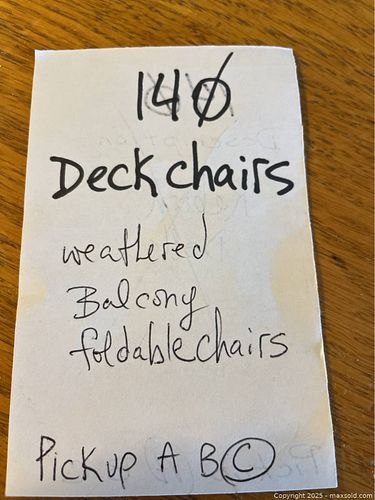 140
Deck chairs
weathered
Balcony
foldable chairs
Pickup A B C
Copyright 2025 - maxsold.com